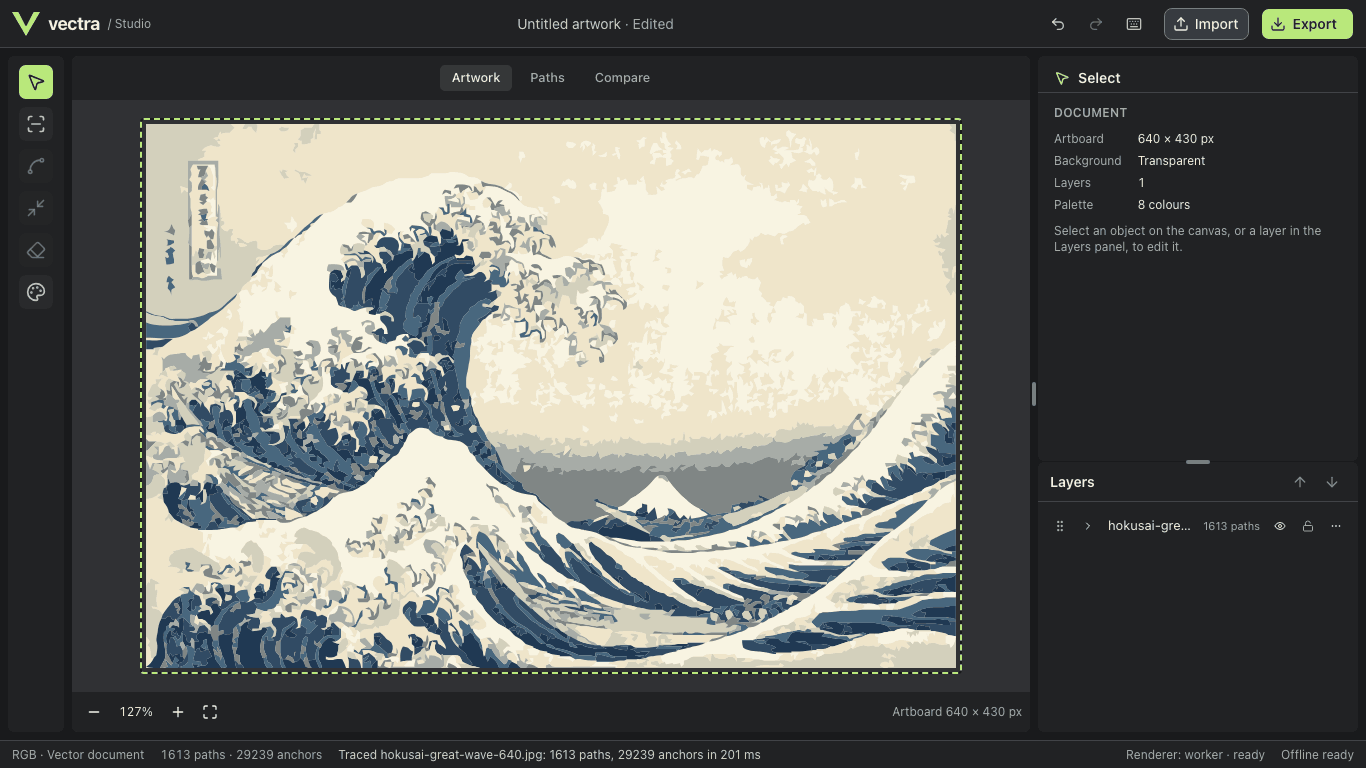 vectra / Studio
Untitled artwork · Edited
Import
Export
Artwork
Paths
Compare
Select
DOCUMENT
Artboard 640 × 430 px
Background Transparent
Layers 1
Palette 8 colours
Select an object on the canvas, or a layer in the
Layers panel, to edit it.
Layers
hokusai-gre... 1613 paths
127%
Artboard 640 × 430 px
RGB · Vector document 1613 paths · 29239 anchors Traced hokusai-great-wave-640.jpg: 1613 paths, 29239 anchors in 201 ms Renderer: worker · ready Offline ready